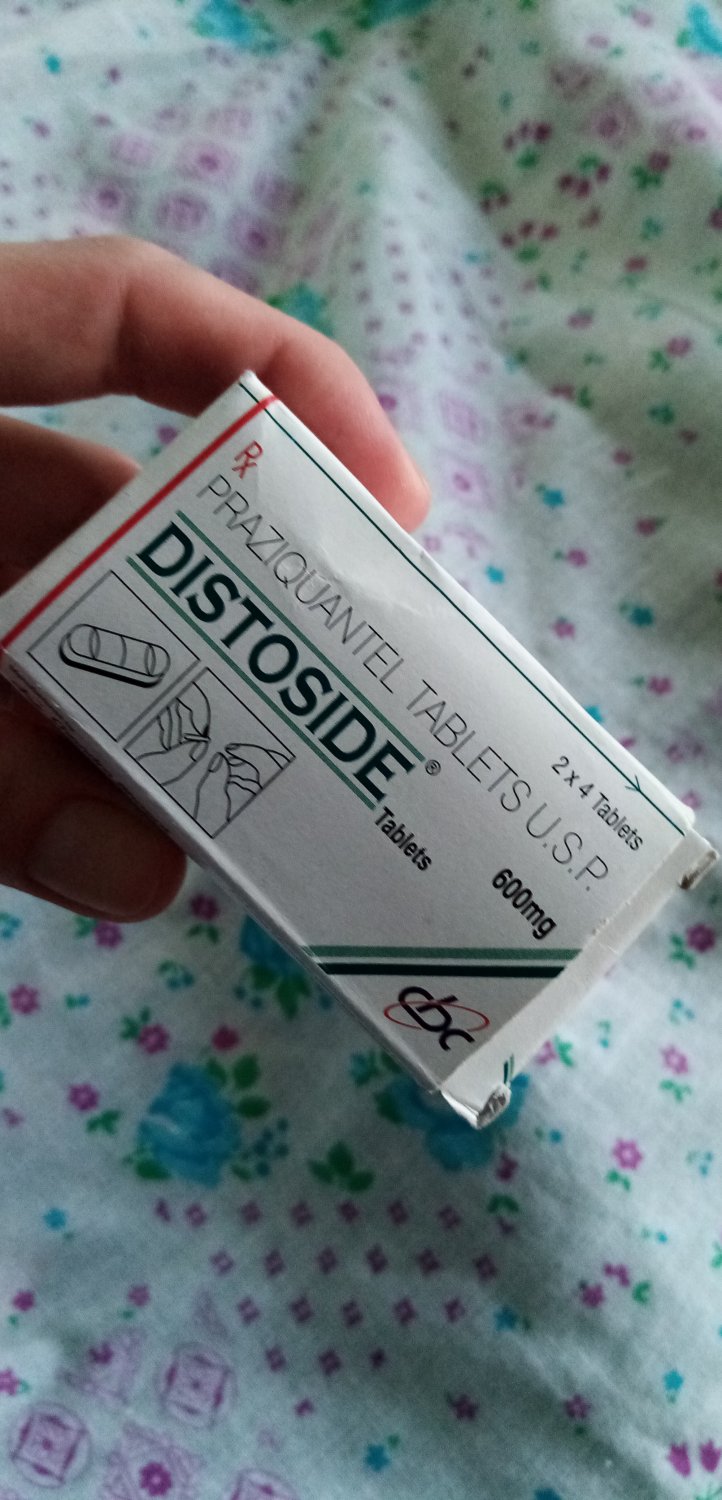 Rx
PRAZIQUANTEL TABLETS U.S.P.
DISTOSIDE®
Tablets
600mg
2 x 4 Tablets
CDC